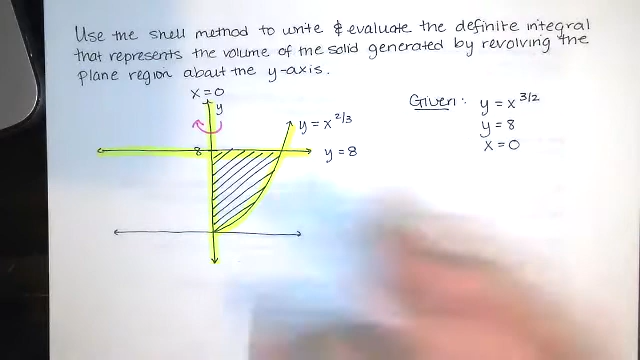 Use the shell method to write & evaluate the definite integral
that represents the volume of the solid generated by revolving the
plane region about the y-axis.
x=0
y
Given: y = x^{3/2}
y = x^{2/3}
y = 8
8
y = 8
x = 0